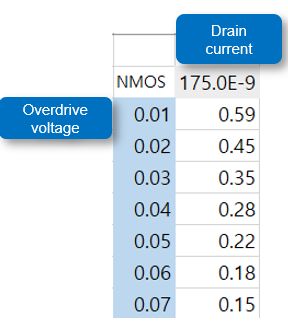 Drain
current
NMOS 175.0E-9
Overdrive
voltage
0.01 0.59
0.02 0.45
0.03 0.35
0.04 0.28
0.05 0.22
0.06 0.18
0.07 0.15